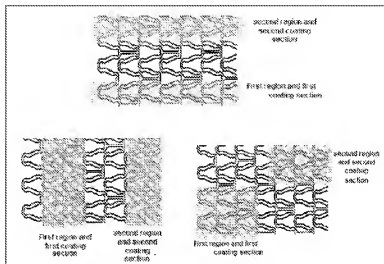 second region and
second coating
section
First region and first
coating section
second region
and second
coating
section
First region and
first coating
section
second region
and second
coating
section
First region and first
coating section